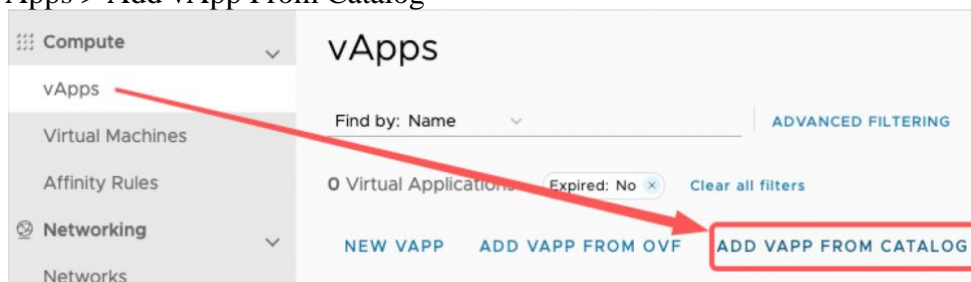 Apps > Add vApp From Catalog
Compute
vApps
Virtual Machines
Affinity Rules
Networking
Networks
vApps
Find by: Name
ADVANCED FILTERING
0 Virtual Applications Expired: No × Clear all filters
NEW VAPP ADD VAPP FROM OVF ADD VAPP FROM CATALOG